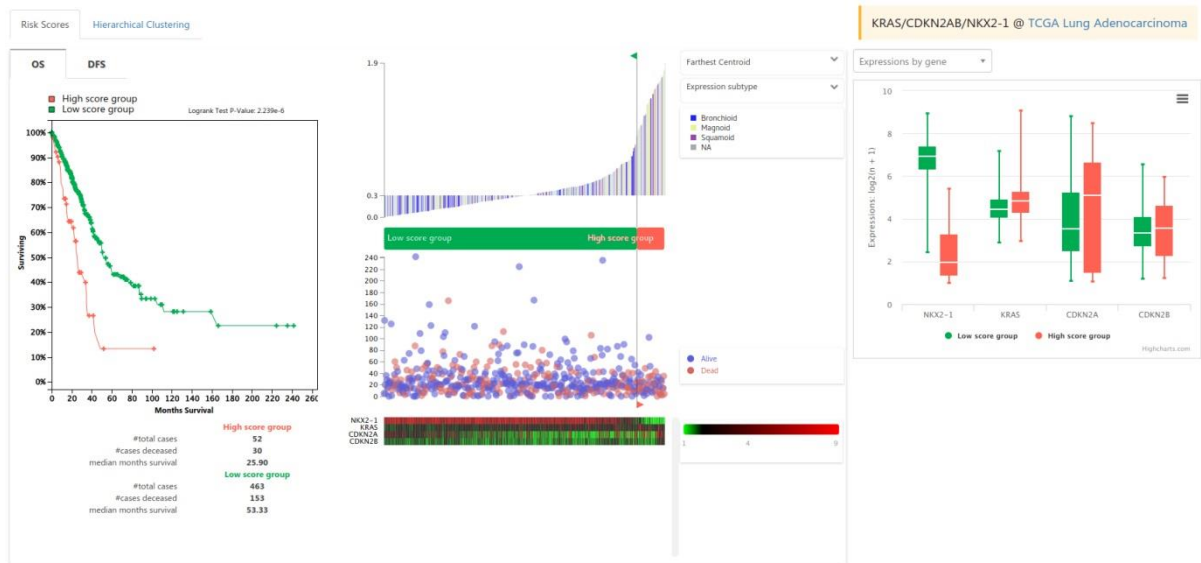 Risk Scores
Hierarchical Clustering
KRAS/CDKN2AB/NKX2-1 @ TCGA Lung Adenocarcinoma
OS
DFS
High score group
Low score group
Logrank Test P-Value: 2.239e-6
100%
90%
80%
70%
60%
50%
40%
30%
20%
10%
0%
Surviving
0 20 40 60 80 100 120 140 160 180 200 220 240 260
Months Survival
High score group
#total cases 52
#cases deceased 30
median months survival 25.90
Low score group
#total cases 463
#cases deceased 153
median months survival 53.33
1.9
0.3
0.0
Low score group
High score group
240
220
200
180
160
140
120
100
80
60
40
20
0
NKX2-1
KRAS
CDKN2A
CDKN2B
Farthest Centroid
Expression subtype
Bronchioid
Magnoid
Squamoid
NA
Alive
Dead
1 4 9
Expressions by gene
10
8
6
4
2
0
Expressions: log2(n + 1)
NKX2-1 KRAS CDKN2A CDKN2B
Low score group High score group
Highcharts.com